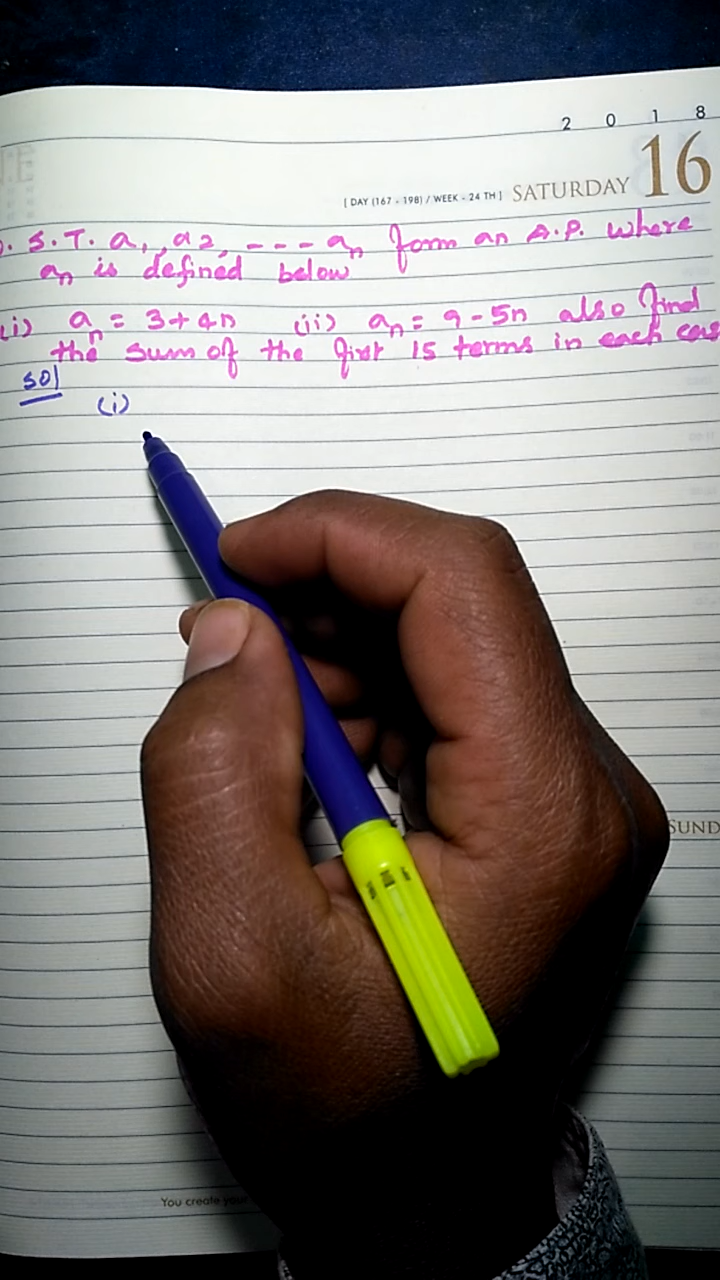 2 0 1 8
[ DAY (167 - 198) / WEEK - 24 TH ] SATURDAY 16
S.T. a1, a2, - - - an form an A.P. where
an is defined below
(i) an = 3+4n (ii) an = 9-5n also find
the sum of the first 15 terms in each cas
sol
(i)
SUND
You create your